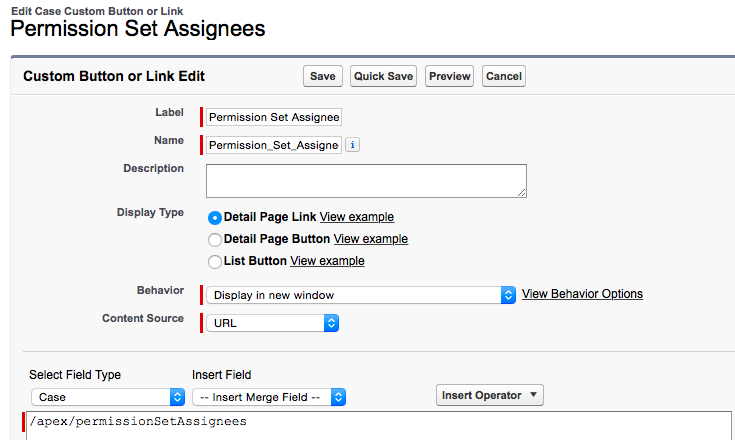 Edit Case Custom Button or Link
Permission Set Assignees
Custom Button or Link Edit Save Quick Save Preview Cancel
Label Permission Set Assignee
Name Permission_Set_Assigne i
Description
Display Type Detail Page Link View example
Detail Page Button View example
List Button View example
Behavior Display in new window View Behavior Options
Content Source URL
Select Field Type Insert Field
Case -- Insert Merge Field -- Insert Operator
/apex/permissionSetAssignees